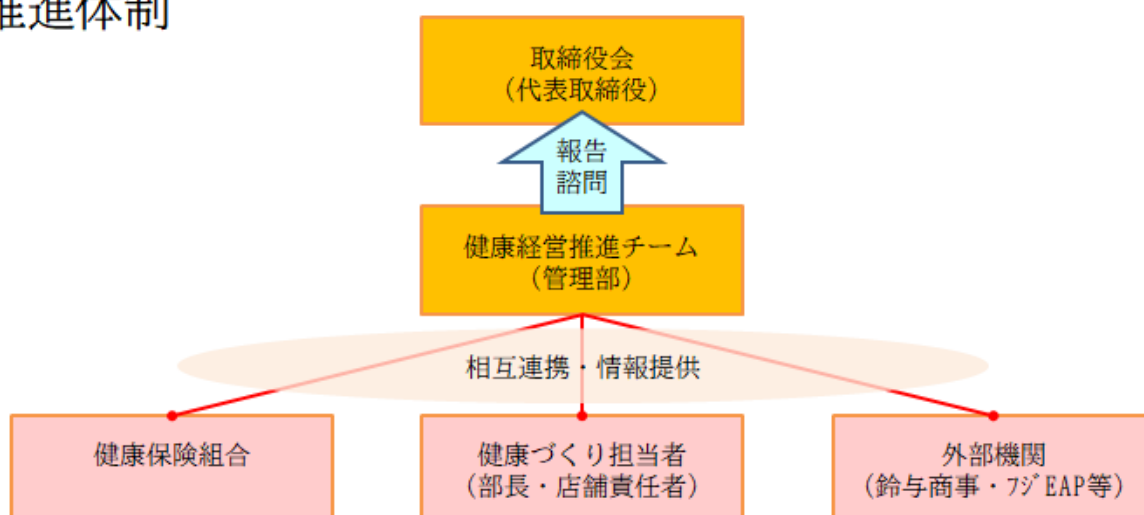 推進体制
取締役会
（代表取締役）
報告
諮問
健康経営推進チーム
（管理部）
相互連携・情報提供
健康保険組合
健康づくり担当者
（部長・店舗責任者）
外部機関
（鈴与商事・ﾌｼﾞEAP等）